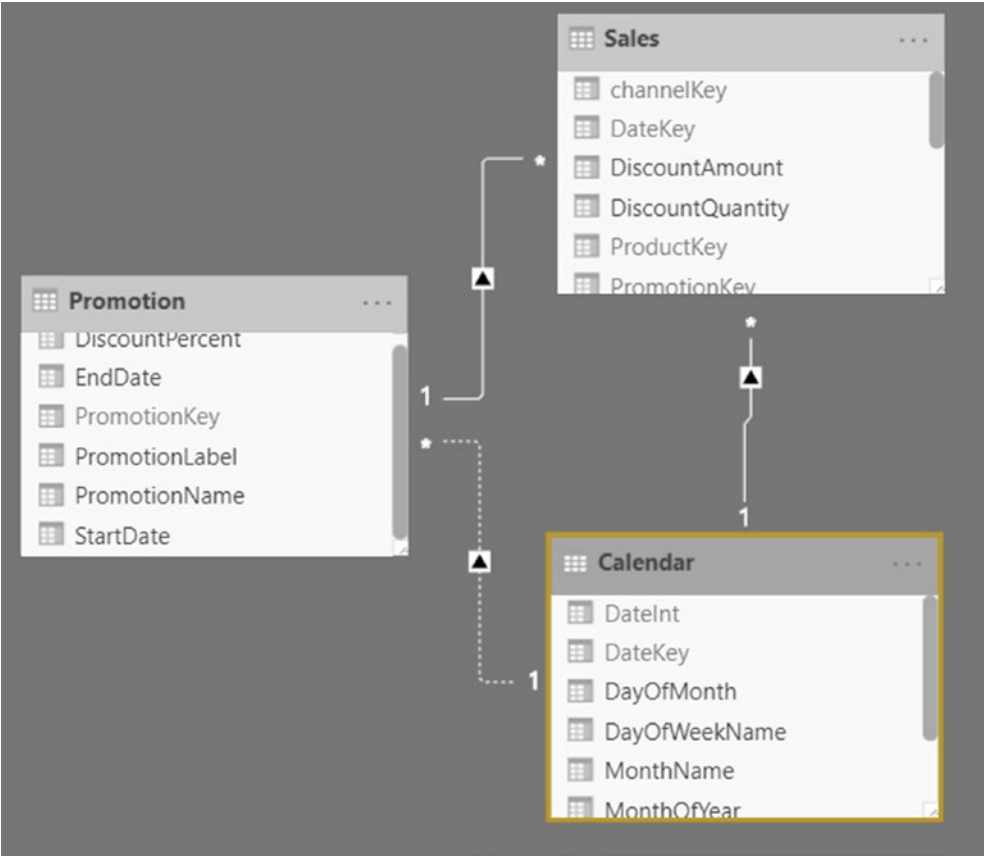 Sales
channelKey
DateKey
DiscountAmount
DiscountQuantity
ProductKey
PromotionKey
*
1
*
Promotion
DiscountPercent
EndDate
PromotionKey
PromotionLabel
PromotionName
StartDate
*
1
1
Calendar
DateInt
DateKey
DayOfMonth
DayOfWeekName
MonthName
MonthOfYear